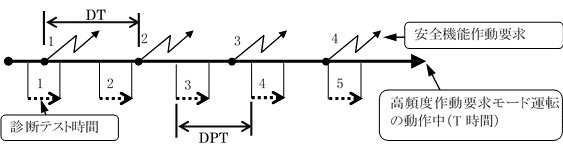 DT
1 2 3 4
安全機能作動要求
1 2 3 4 5
診断テスト時間
DPT
高頻度作動要求モード運転
の動作中(T 時間)